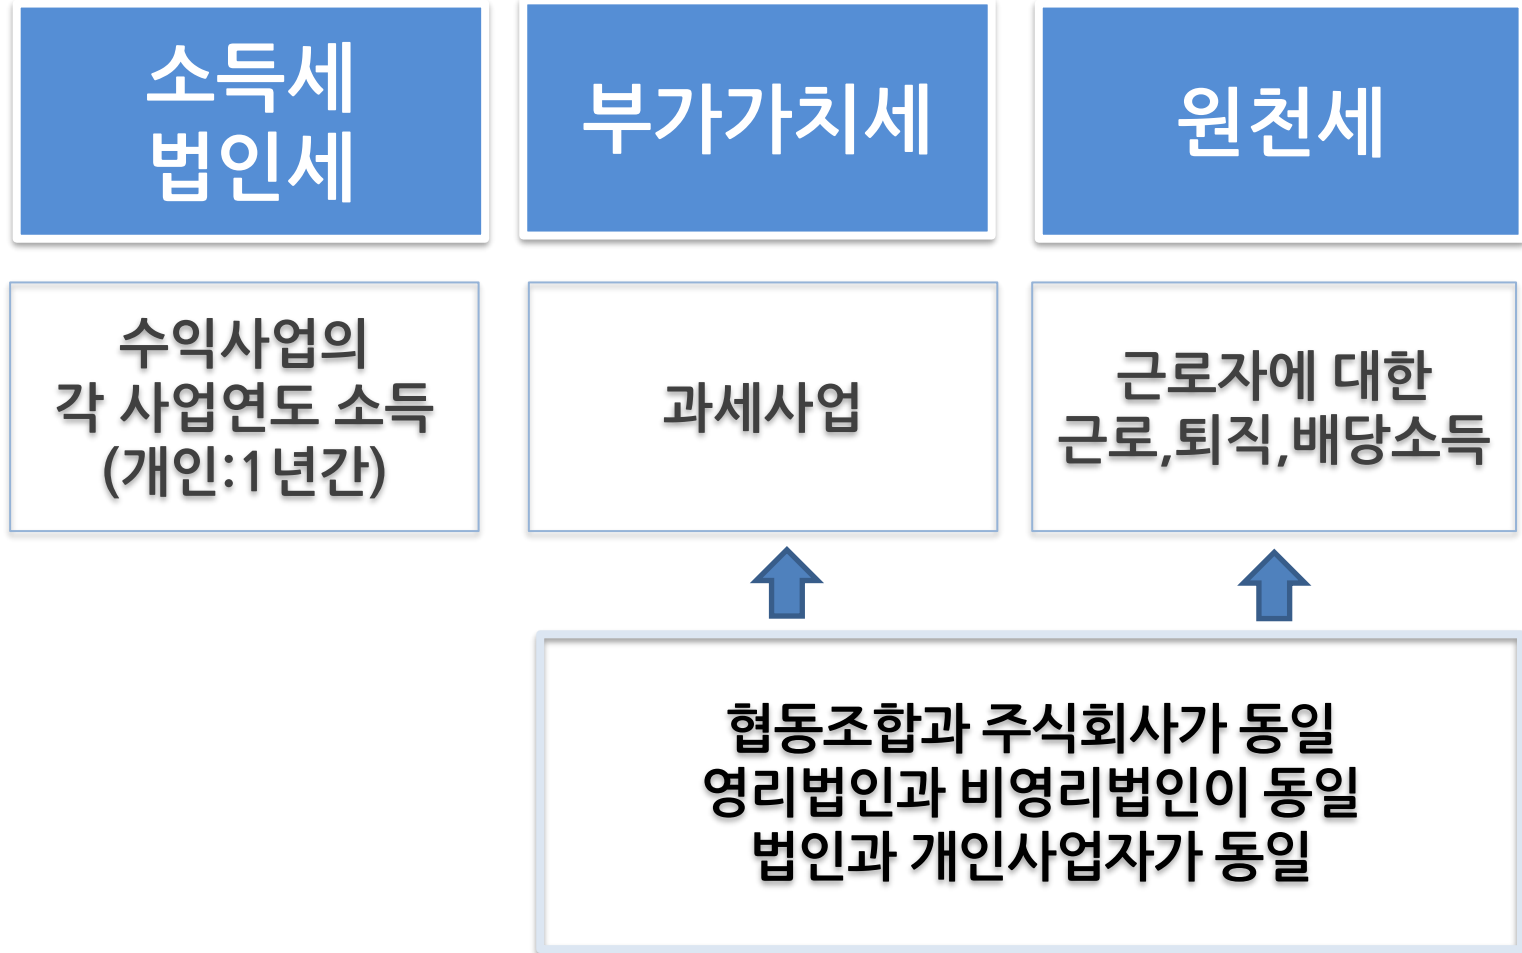 소득세
법인세
부가가치세
원천세
수익사업의
각 사업연도 소득
(개인:1년간)
과세사업
근로자에 대한
근로,퇴직,배당소득
협동조합과 주식회사가 동일
영리법인과 비영리법인이 동일
법인과 개인사업자가 동일